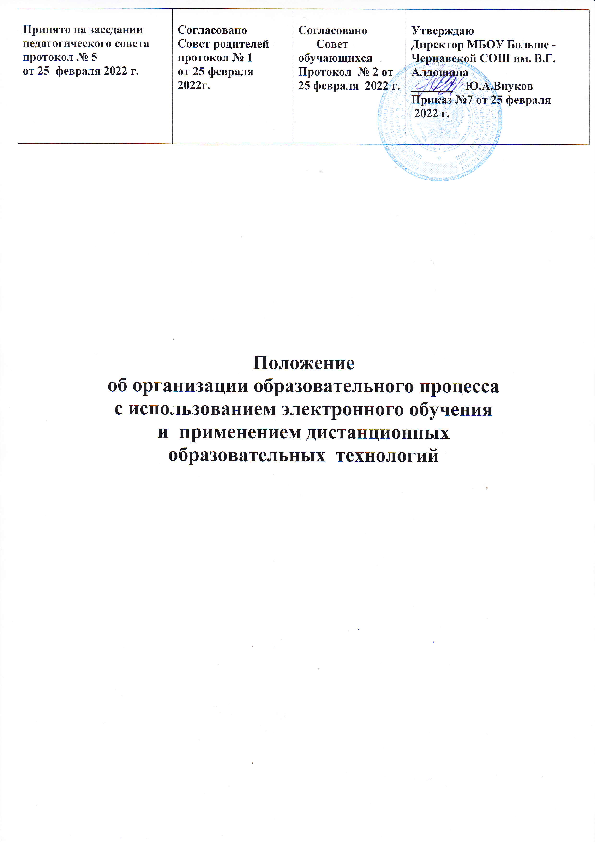 Принято на заседании
педагогического совета
протокол № 5
от 25 февраля 2022 г.
Согласовано
Совет родителей
протокол № 1
от 25 февраля
2022г.
Согласовано
Совет
обучающихся
Протокол № 2 от
25 февраля 2022 г.
Утверждаю
Директор МБОУ Больше -
Чернавской СОШ им. В.Г.
Алдошина
Ю.А.Внуков
Приказ №7 от 25 февраля
2022 г.
Положение
об организации образовательного процесса
с использованием электронного обучения
и применением дистанционных
образовательных технологий